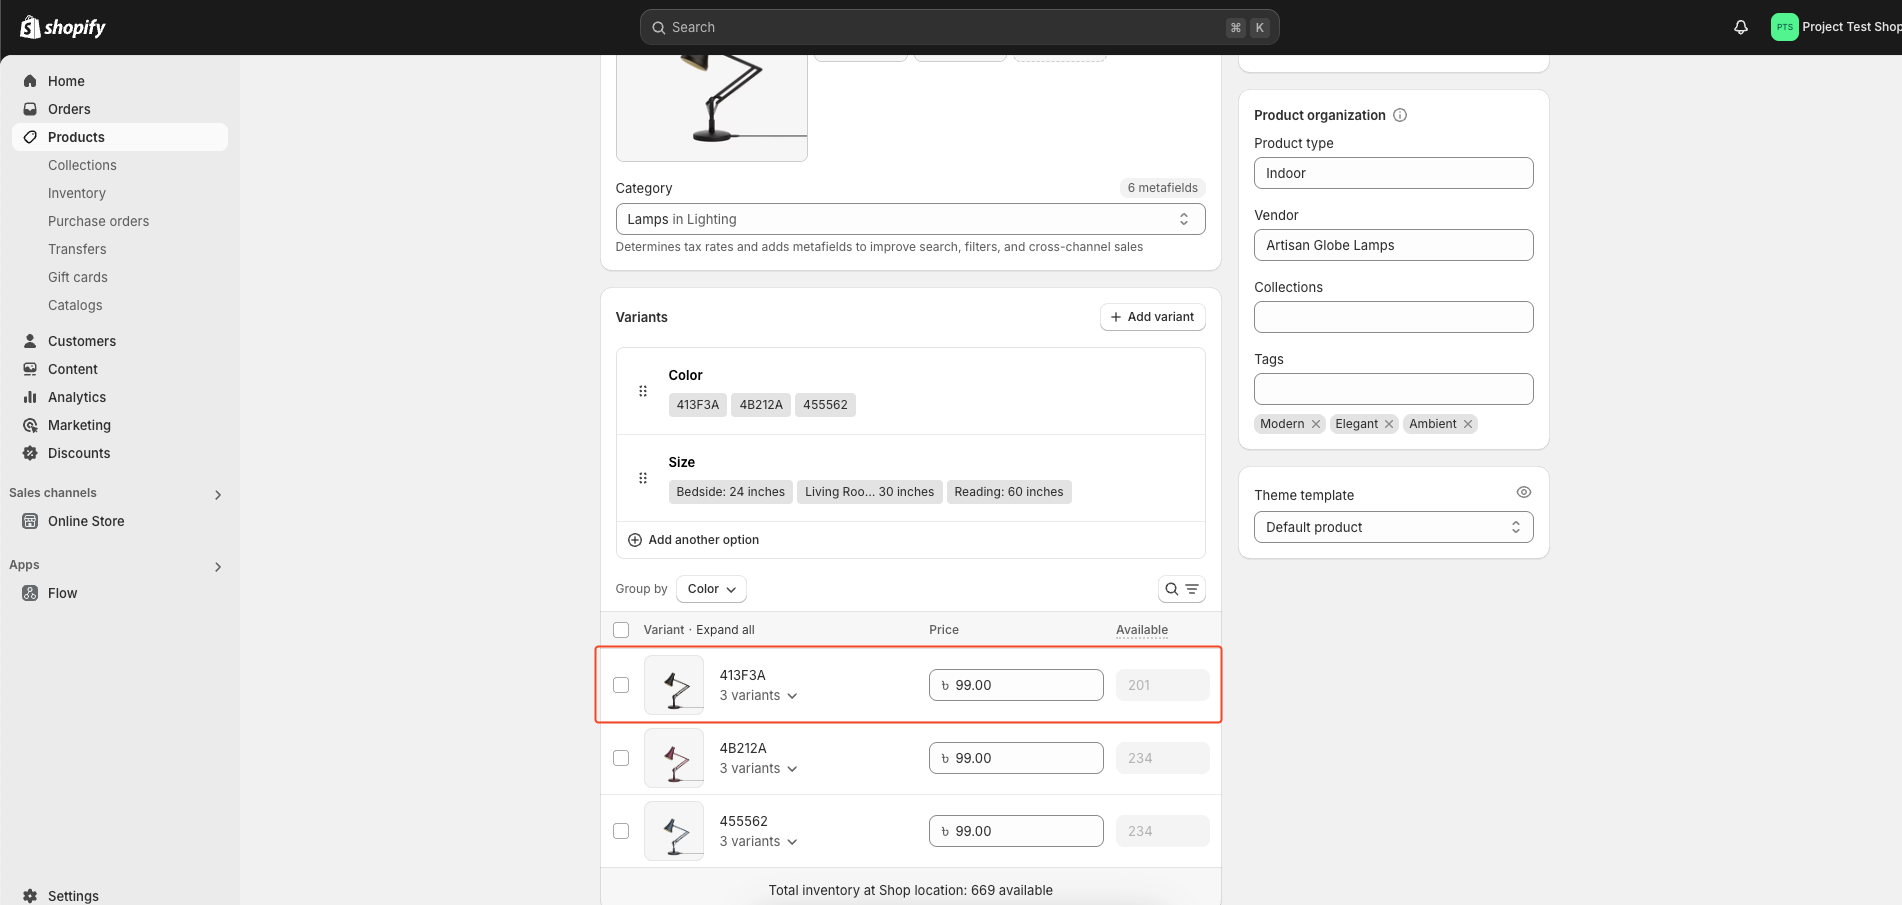 shopify
Search
⌘ K
PTS
Project Test Shop
Home
Orders
Products
Collections
Inventory
Purchase orders
Transfers
Gift cards
Catalogs
Customers
Content
Analytics
Marketing
Discounts
Sales channels
Online Store
Apps
Flow
Settings
Category
6 metafields
Lamps in Lighting
Determines tax rates and adds metafields to improve search, filters, and cross-channel sales
Variants
+ Add variant
Color
413F3A 4B212A 455562
Size
Bedside: 24 inches Living Roo... 30 inches Reading: 60 inches
Add another option
Group by Color
Variant · Expand all Price Available
413F3A
3 variants
৳ 99.00
201
4B212A
3 variants
৳ 99.00
234
455562
3 variants
৳ 99.00
234
Total inventory at Shop location: 669 available
Product organization
Product type
Indoor
Vendor
Artisan Globe Lamps
Collections
Tags
Modern Elegant Ambient
Theme template
Default product